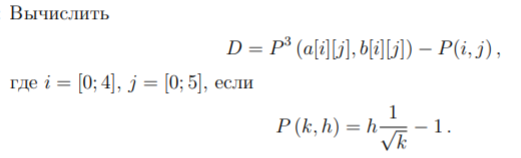 Вычислить
D = P³ (a[i][j], b[i][j]) − P(i, j) ,
где i = [0; 4], j = [0; 5], если
P (k, h) = h 1/√k − 1 .